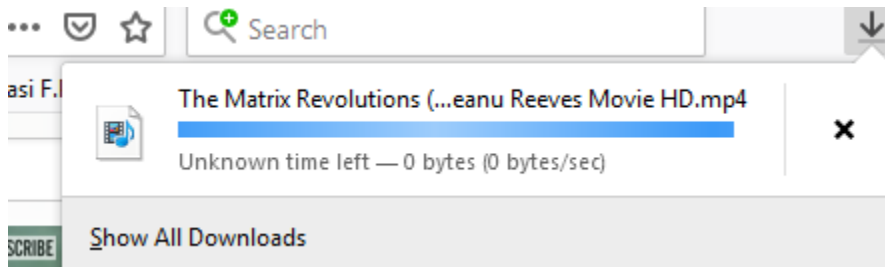 Search
asi F.I
The Matrix Revolutions (...eanu Reeves Movie HD.mp4
Unknown time left — 0 bytes (0 bytes/sec)
Show All Downloads
SCRIBE